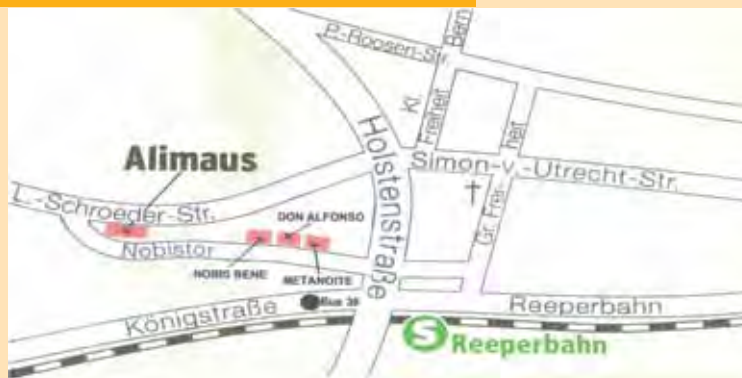 P.-Roosen-Str.
Bern
Kl.
Freiheit
Holstenstraße
heit
Simon-v.-Utrecht-Str.
Alimaus
L.-Schroeder-Str.
DON ALFONSO
Gr. Frei-
Nobistor
NOBIS BENE
METANOITE
Königstraße
Bus 36
Reeperbahn
S Reeperbahn